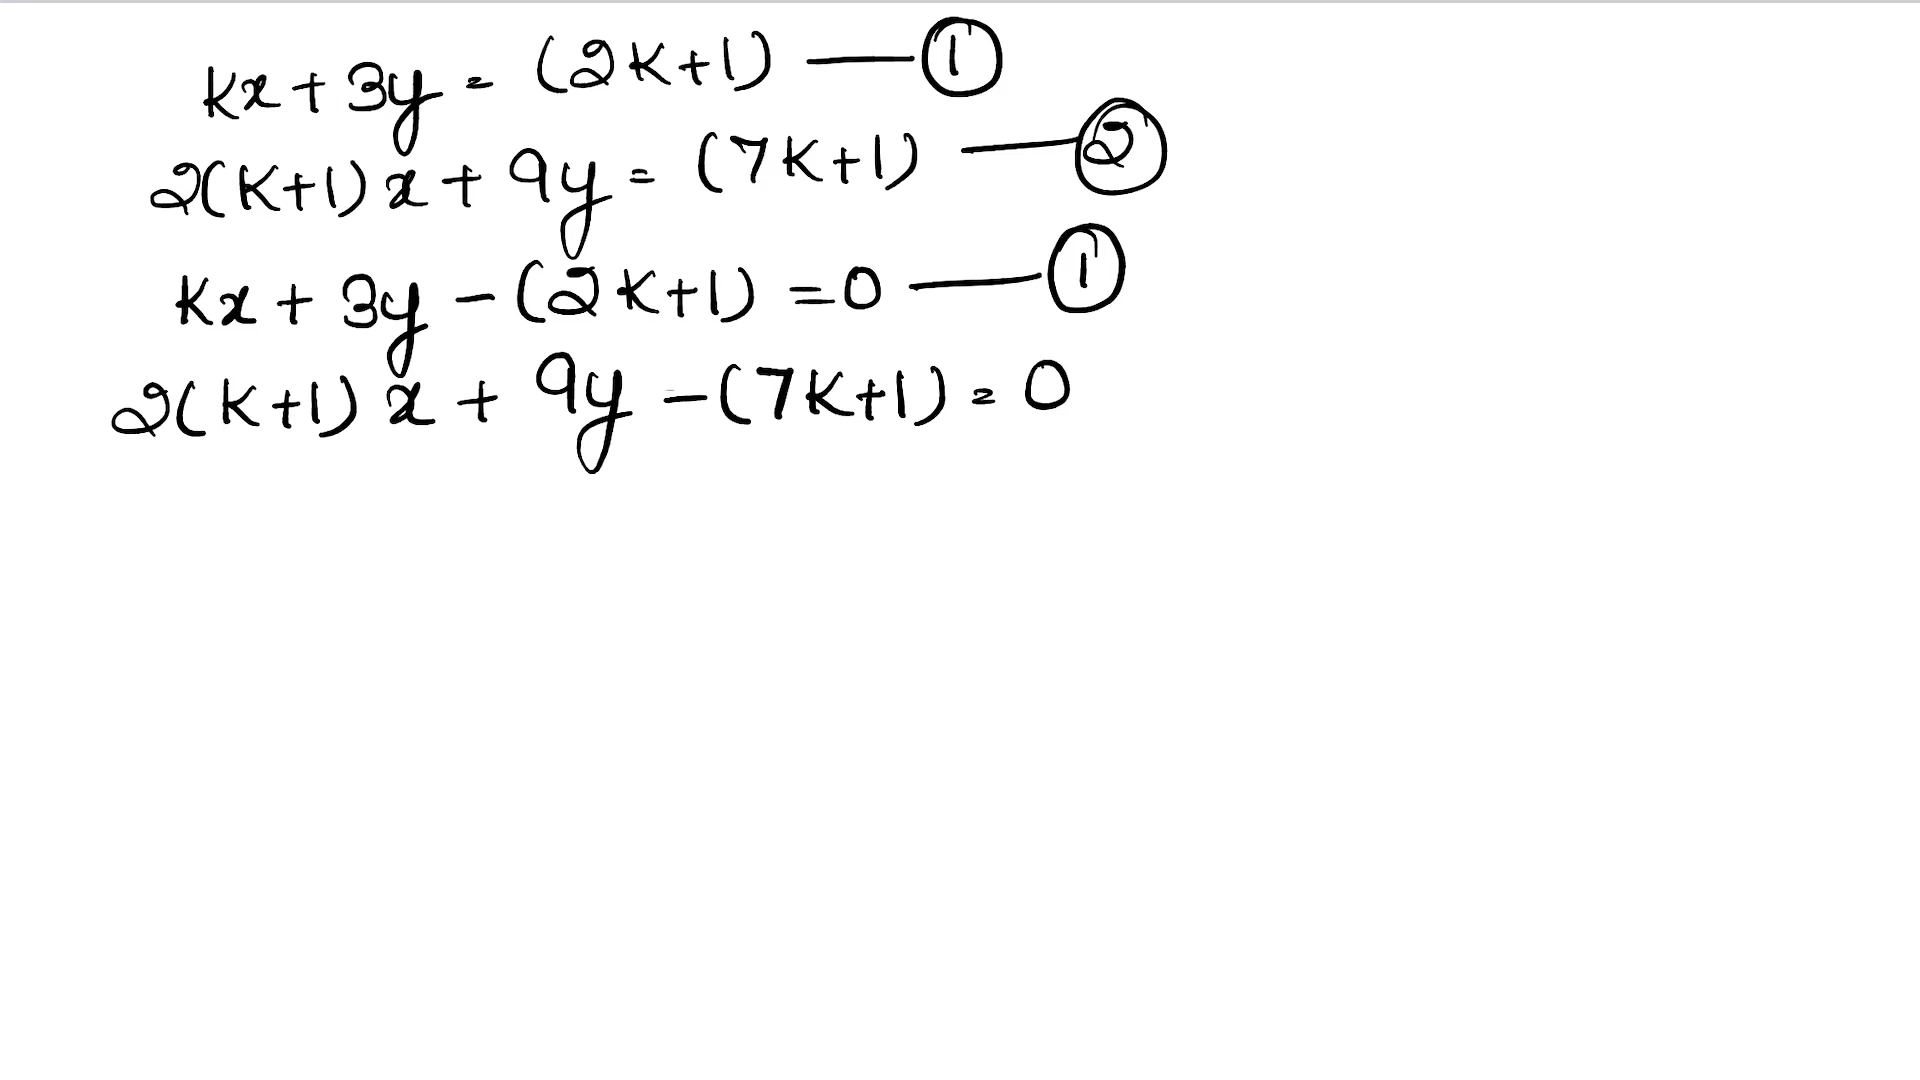 kx + 3y = (2k+1) — ①
2(k+1)x + 9y = (7k+1) — ②
kx + 3y - (2k+1) = 0 — ①
2(k+1)x + 9y - (7k+1) = 0